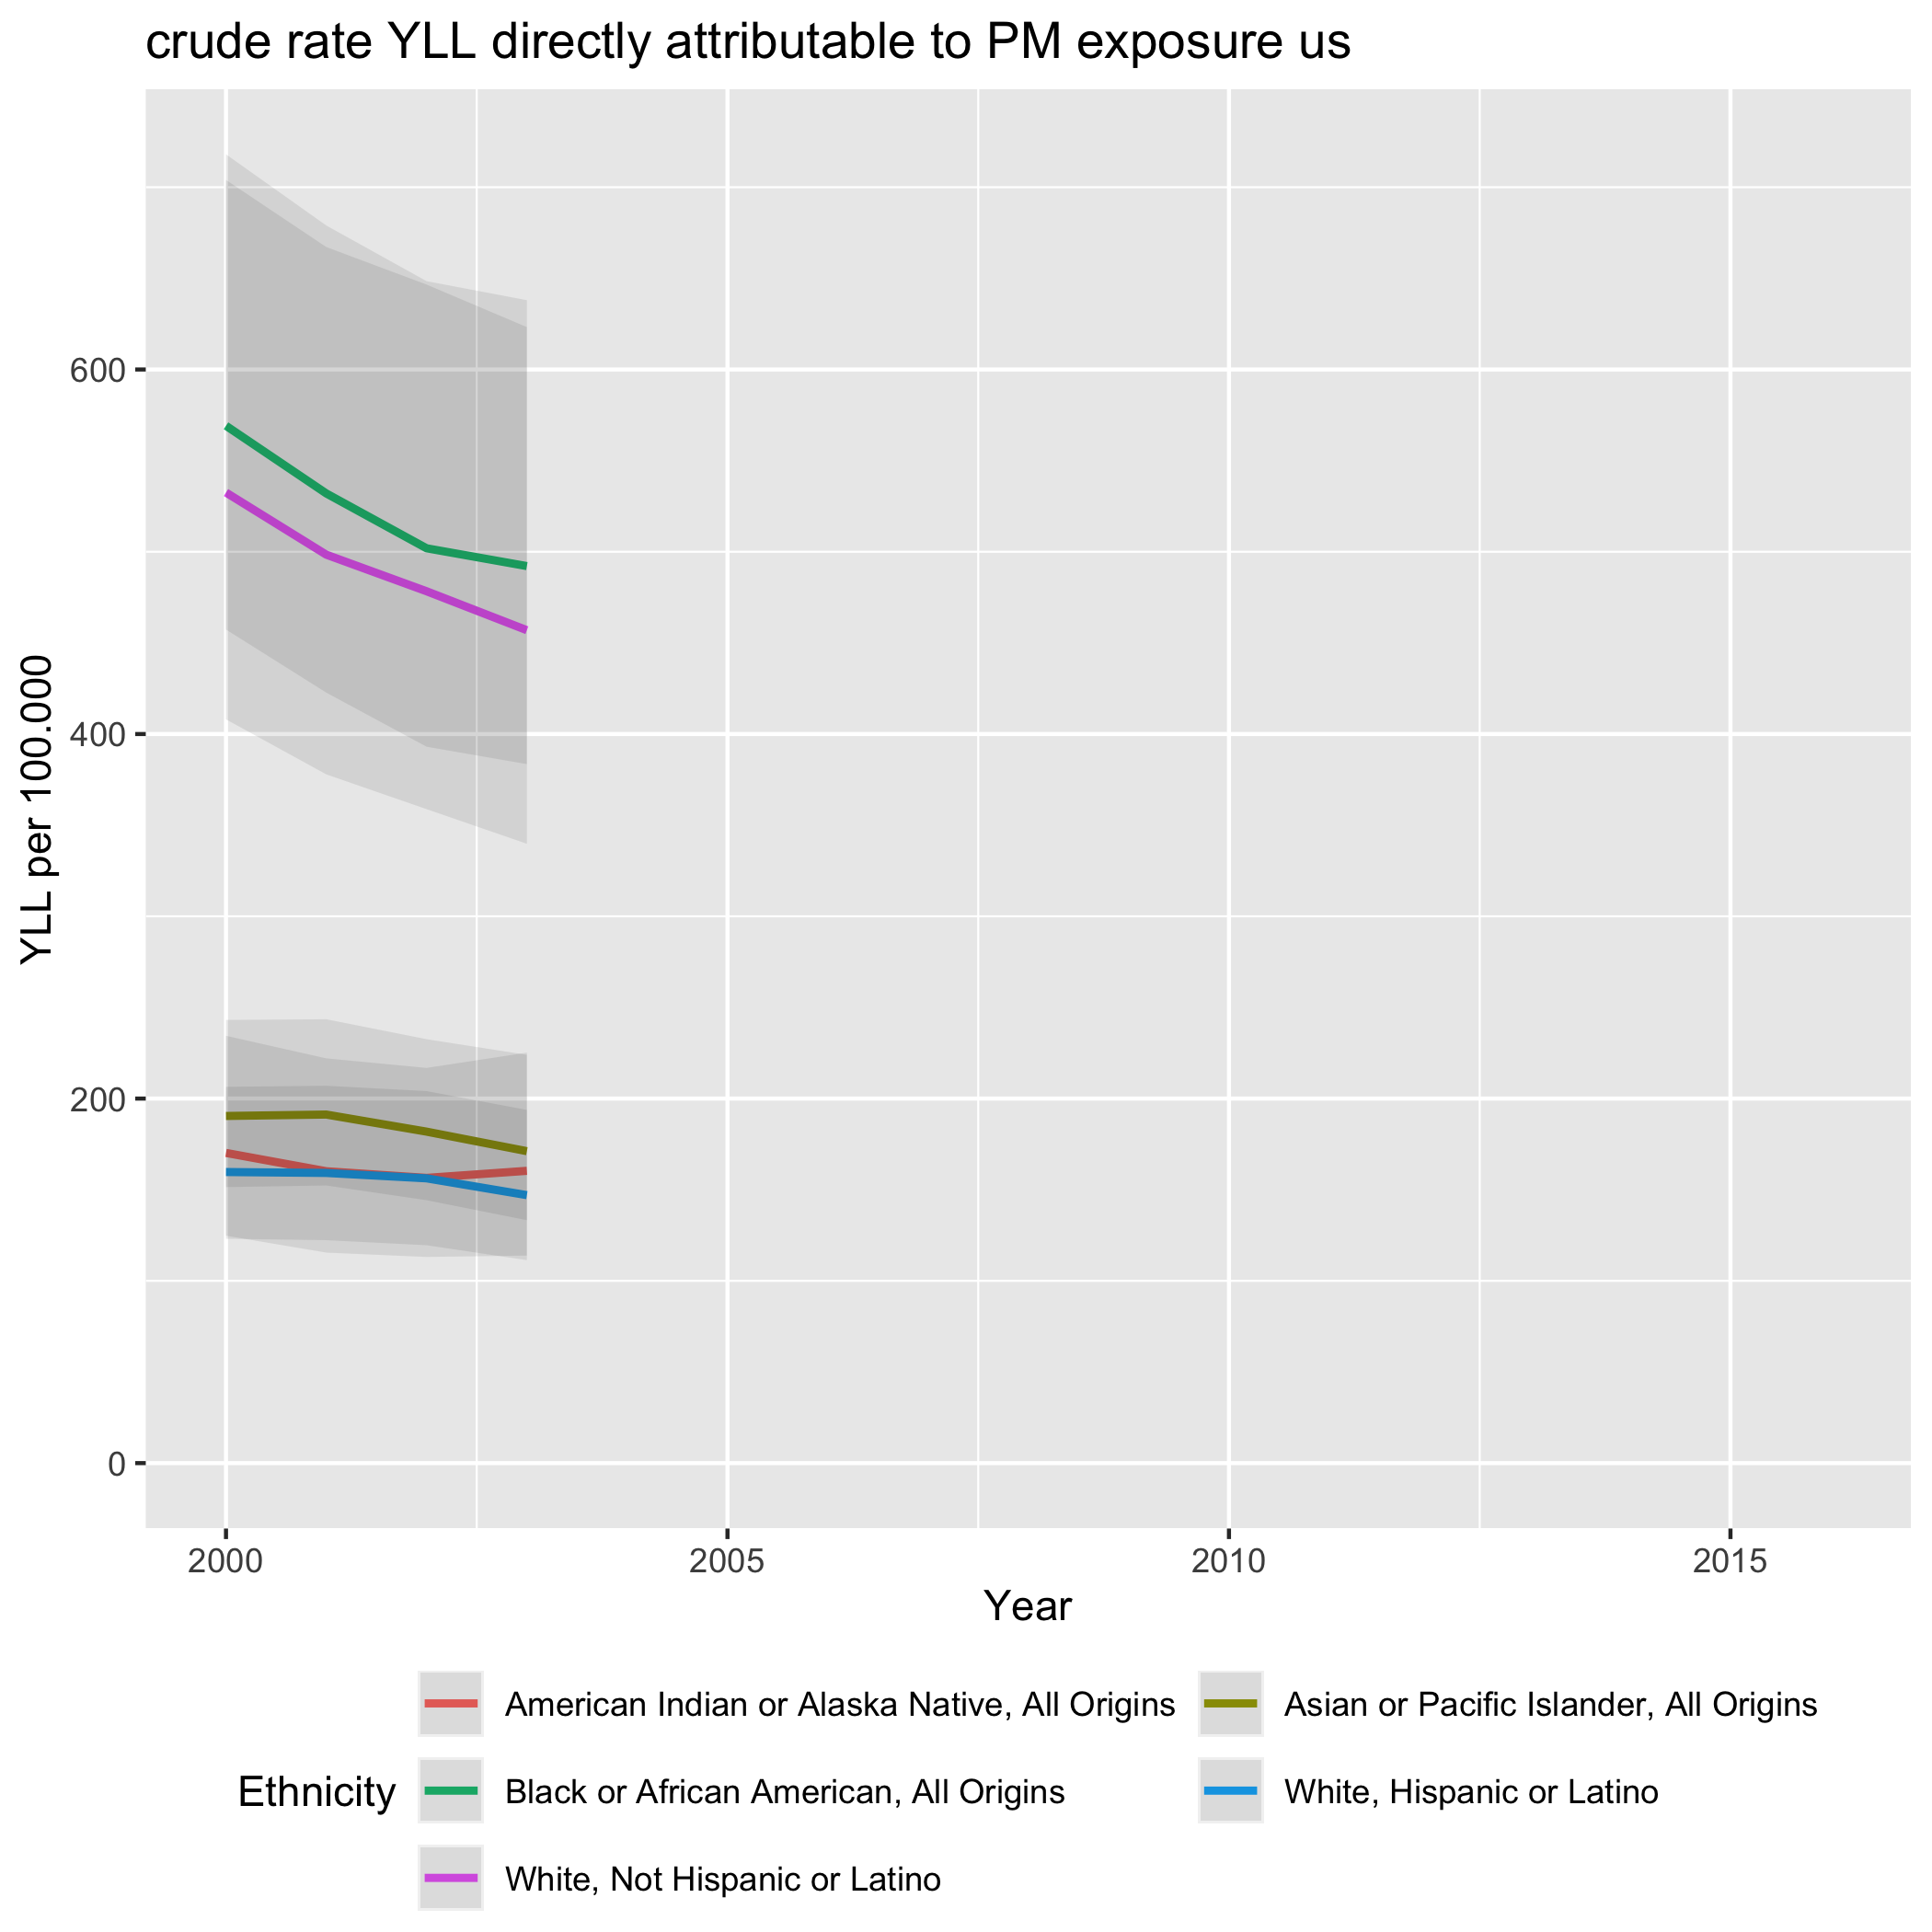 crude rate YLL directly attributable to PM exposure us
YLL per 100.000
600
400
200
0
2000 2005 2010 2015
Year
Ethnicity
American Indian or Alaska Native, All Origins
Asian or Pacific Islander, All Origins
Black or African American, All Origins
White, Hispanic or Latino
White, Not Hispanic or Latino